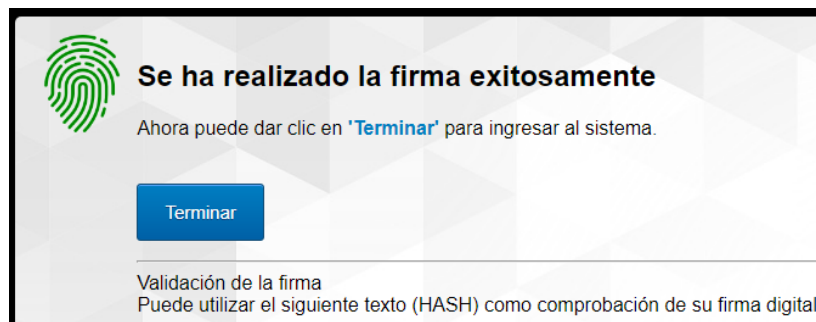 Se ha realizado la firma exitosamente
Ahora puede dar clic en 'Terminar' para ingresar al sistema.
Terminar
Validación de la firma
Puede utilizar el siguiente texto (HASH) como comprobación de su firma digital